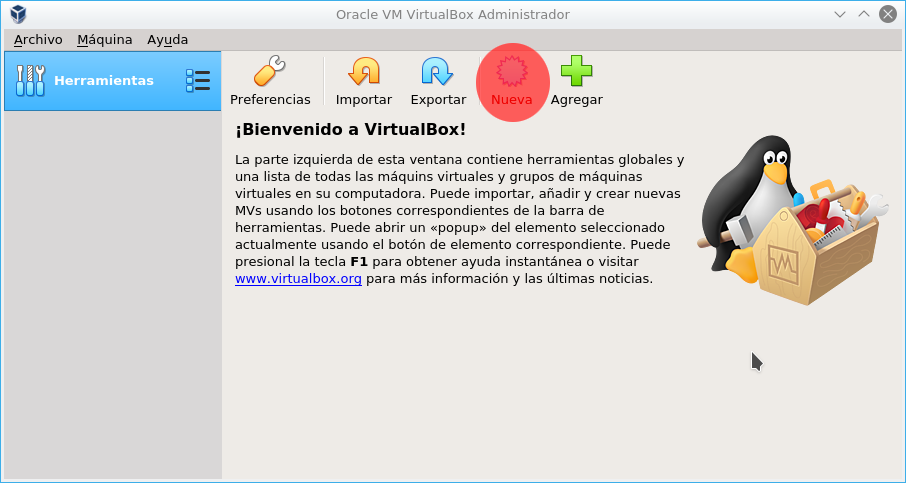 Oracle VM VirtualBox Administrador
Archivo Máquina Ayuda
Herramientas
Preferencias Importar Exportar Nueva Agregar
¡Bienvenido a VirtualBox!
La parte izquierda de esta ventana contiene herramientas globales y
una lista de todas las máquins virtuales y grupos de máquinas
virtuales en su computadora. Puede importar, añadir y crear nuevas
MVs usando los botones correspondientes de la barra de
herramientas. Puede abrir un «popup» del elemento seleccionado
actualmente usando el botón de elemento correspondiente. Puede
presional la tecla F1 para obtener ayuda instantánea o visitar
www.virtualbox.org para más información y las últimas noticias.